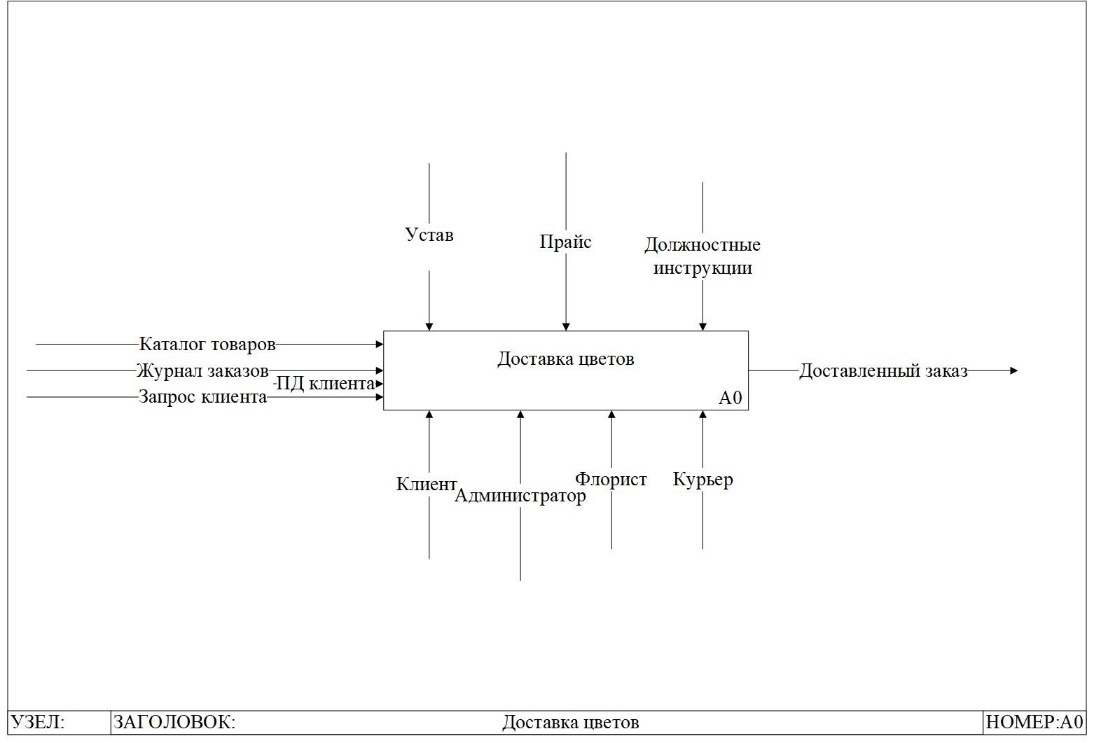 Устав
Прайс
Должностные
инструкции
Каталог товаров
Журнал заказов
ПД клиента
Запрос клиента
Доставка цветов
A0
Доставленный заказ
Клиент
Администратор
Флорист
Курьер
УЗЕЛ:
ЗАГОЛОВОК:
Доставка цветов
НОМЕР:A0